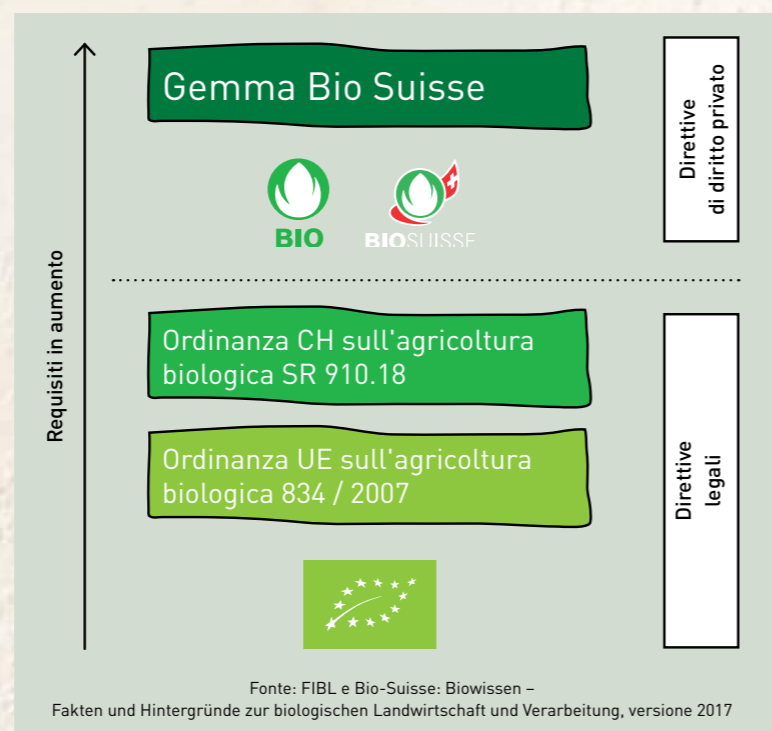 Requisiti in aumento
Gemma Bio Suisse
BIO
BIOSUISSE
Direttive
di diritto privato
Ordinanza CH sull'agricoltura
biologica SR 910.18
Ordinanza UE sull'agricoltura
biologica 834 / 2007
Direttive
legali
Fonte: FIBL e Bio-Suisse: Biowissen –
Fakten und Hintergründe zur biologischen Landwirtschaft und Verarbeitung, versione 2017